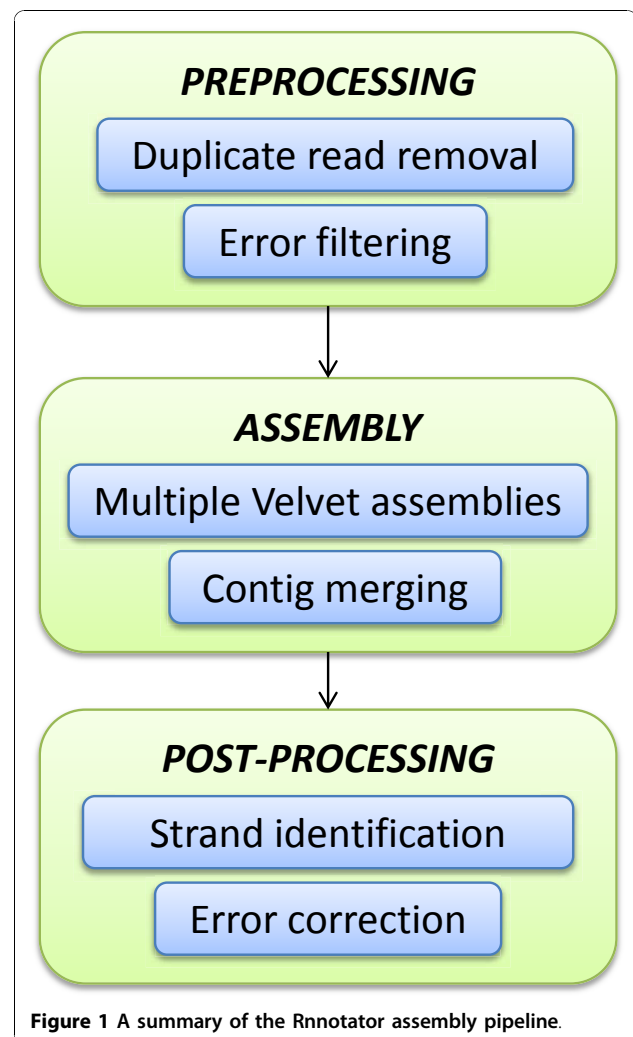 PREPROCESSING
Duplicate read removal
Error filtering
ASSEMBLY
Multiple Velvet assemblies
Contig merging
POST-PROCESSING
Strand identification
Error correction
Figure 1 A summary of the Rnnotator assembly pipeline.